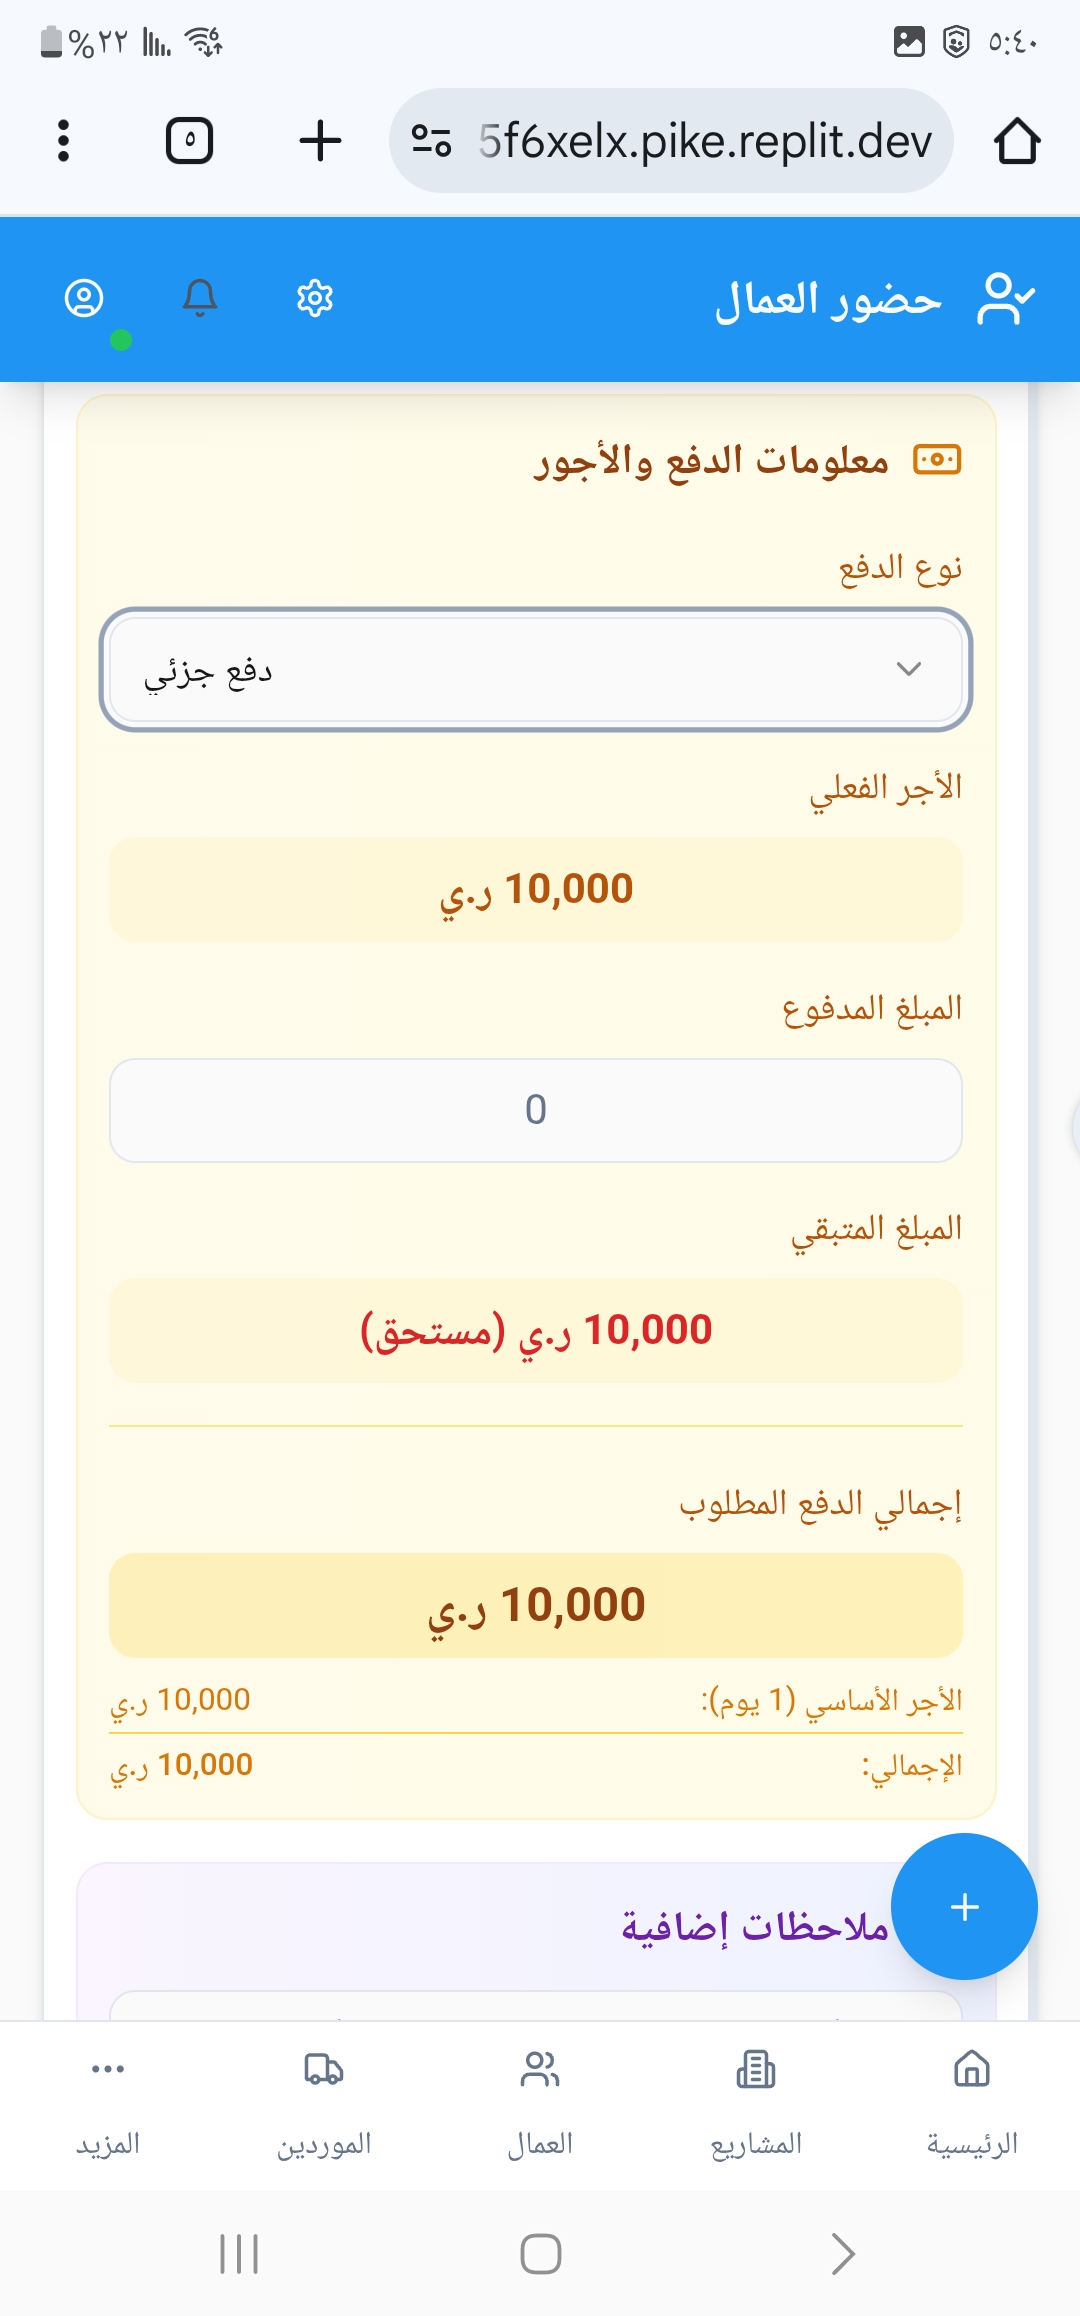 ٥:٤٠
%٢٢
5f6xelx.pike.replit.dev
٥
حضور العمال
معلومات الدفع والأجور
نوع الدفع
دفع جزئي
الأجر الفعلي
10,000 ر.ي
المبلغ المدفوع
0
المبلغ المتبقي
10,000 ر.ي (مستحق)
إجمالي الدفع المطلوب
10,000 ر.ي
الأجر الأساسي (1 يوم): 10,000 ر.ي
الإجمالي: 10,000 ر.ي
ملاحظات إضافية
الرئيسية
المشاريع
العمال
الموردين
المزيد